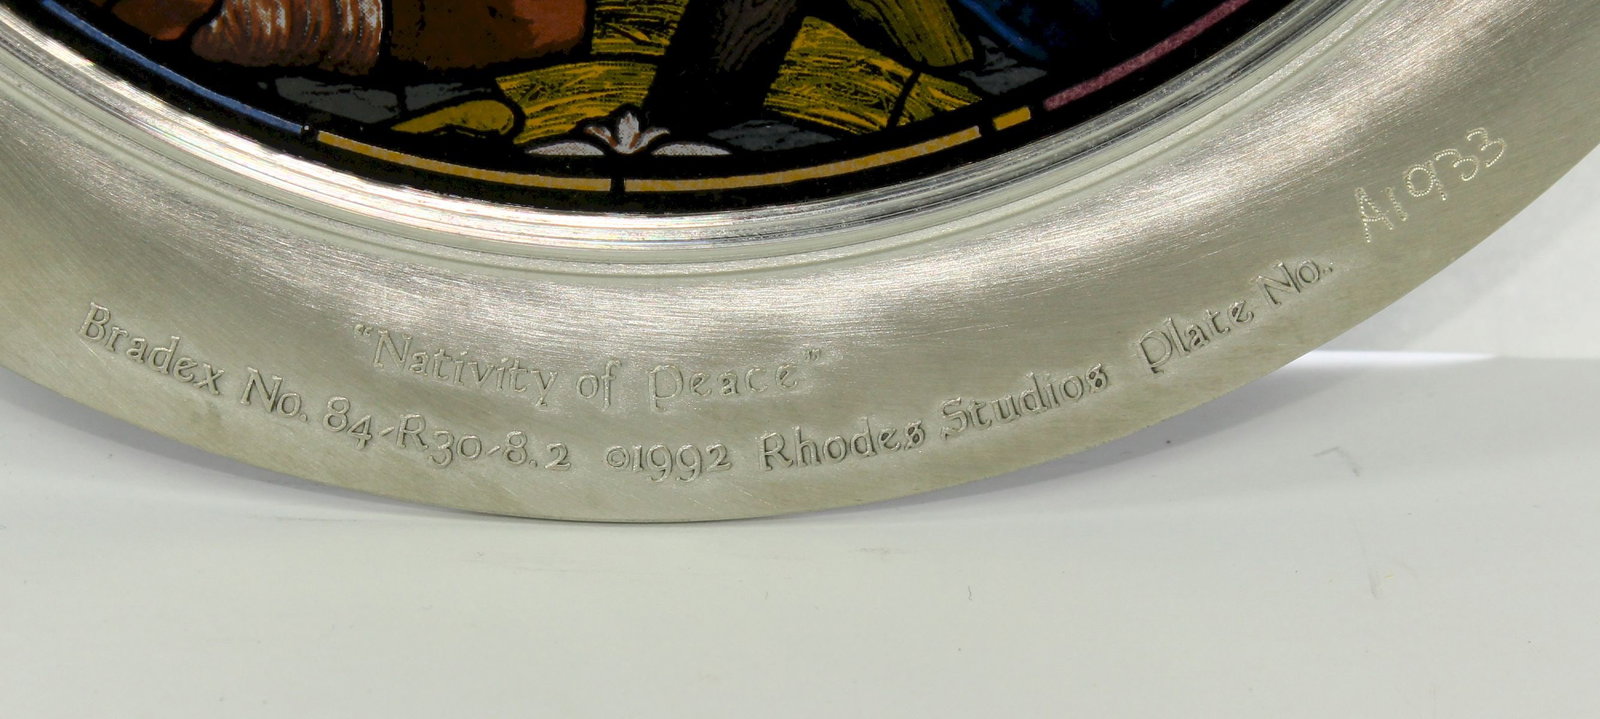 "Nativity of Peace"
Bradex No. 84-R30-8.2 ©1992 Rhodes Studios Plate No. A1933